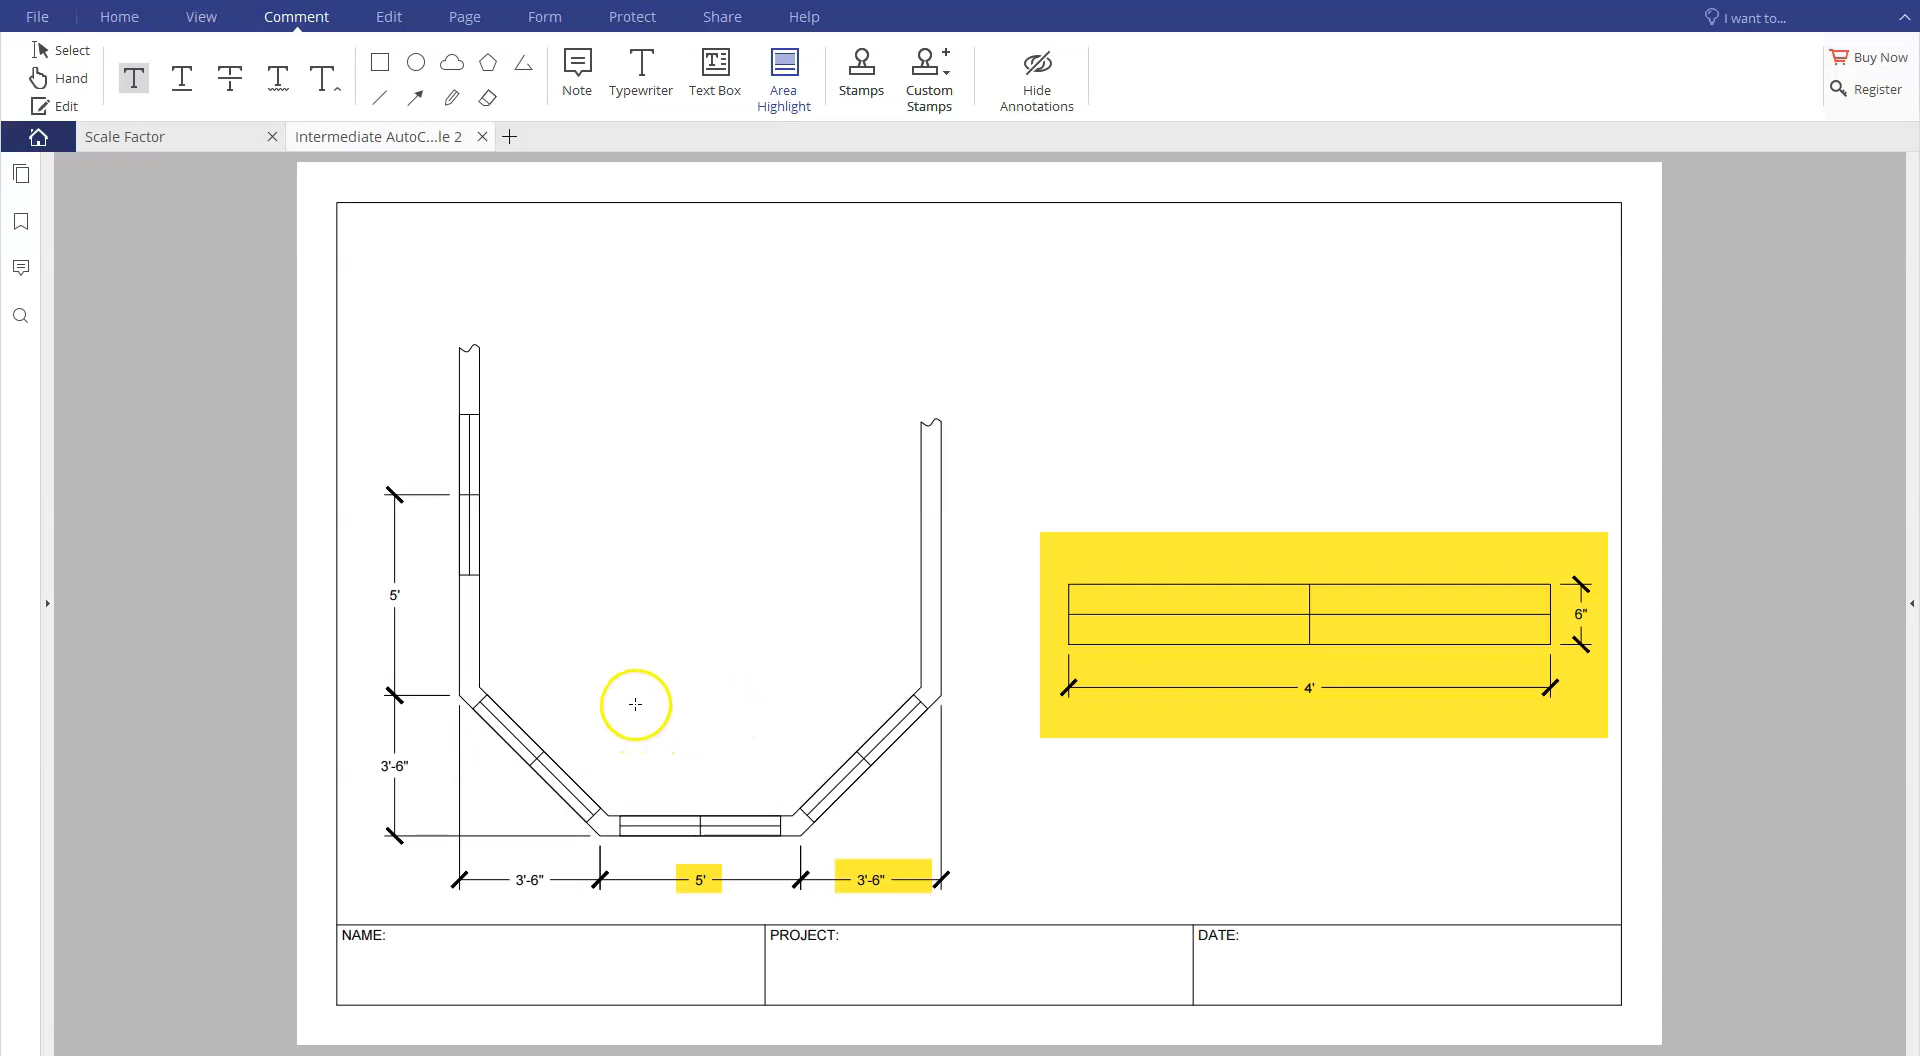 File Home View Comment Edit Page Form Protect Share Help I want to...
Select
Hand
Edit
Note Typewriter Text Box Area Highlight Stamps Custom Stamps Hide Annotations
Buy Now
Register
Scale Factor Intermediate AutoC...le 2
5'
6"
4'
3'-6"
3'-6" 5' 3'-6"
NAME: PROJECT: DATE: